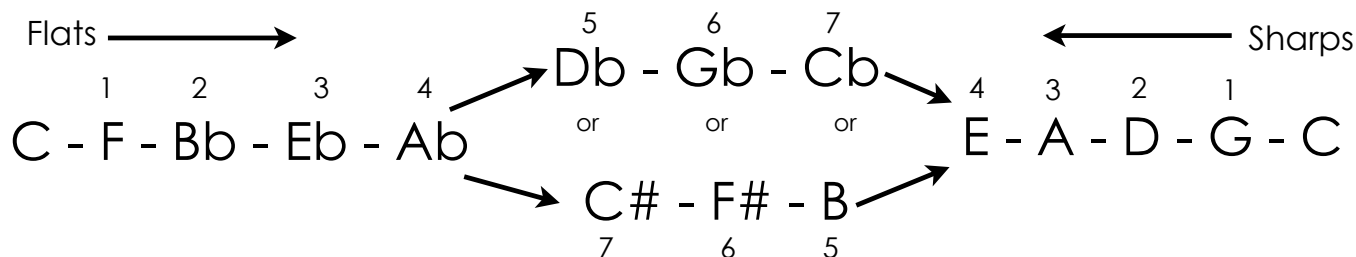 5 6 7
Flats Sharps
Db - Gb - Cb
1 2 3 4 4 3 2 1
or or or
C - F - Bb - Eb - Ab E - A - D - G - C
C# - F# - B
7 6 5